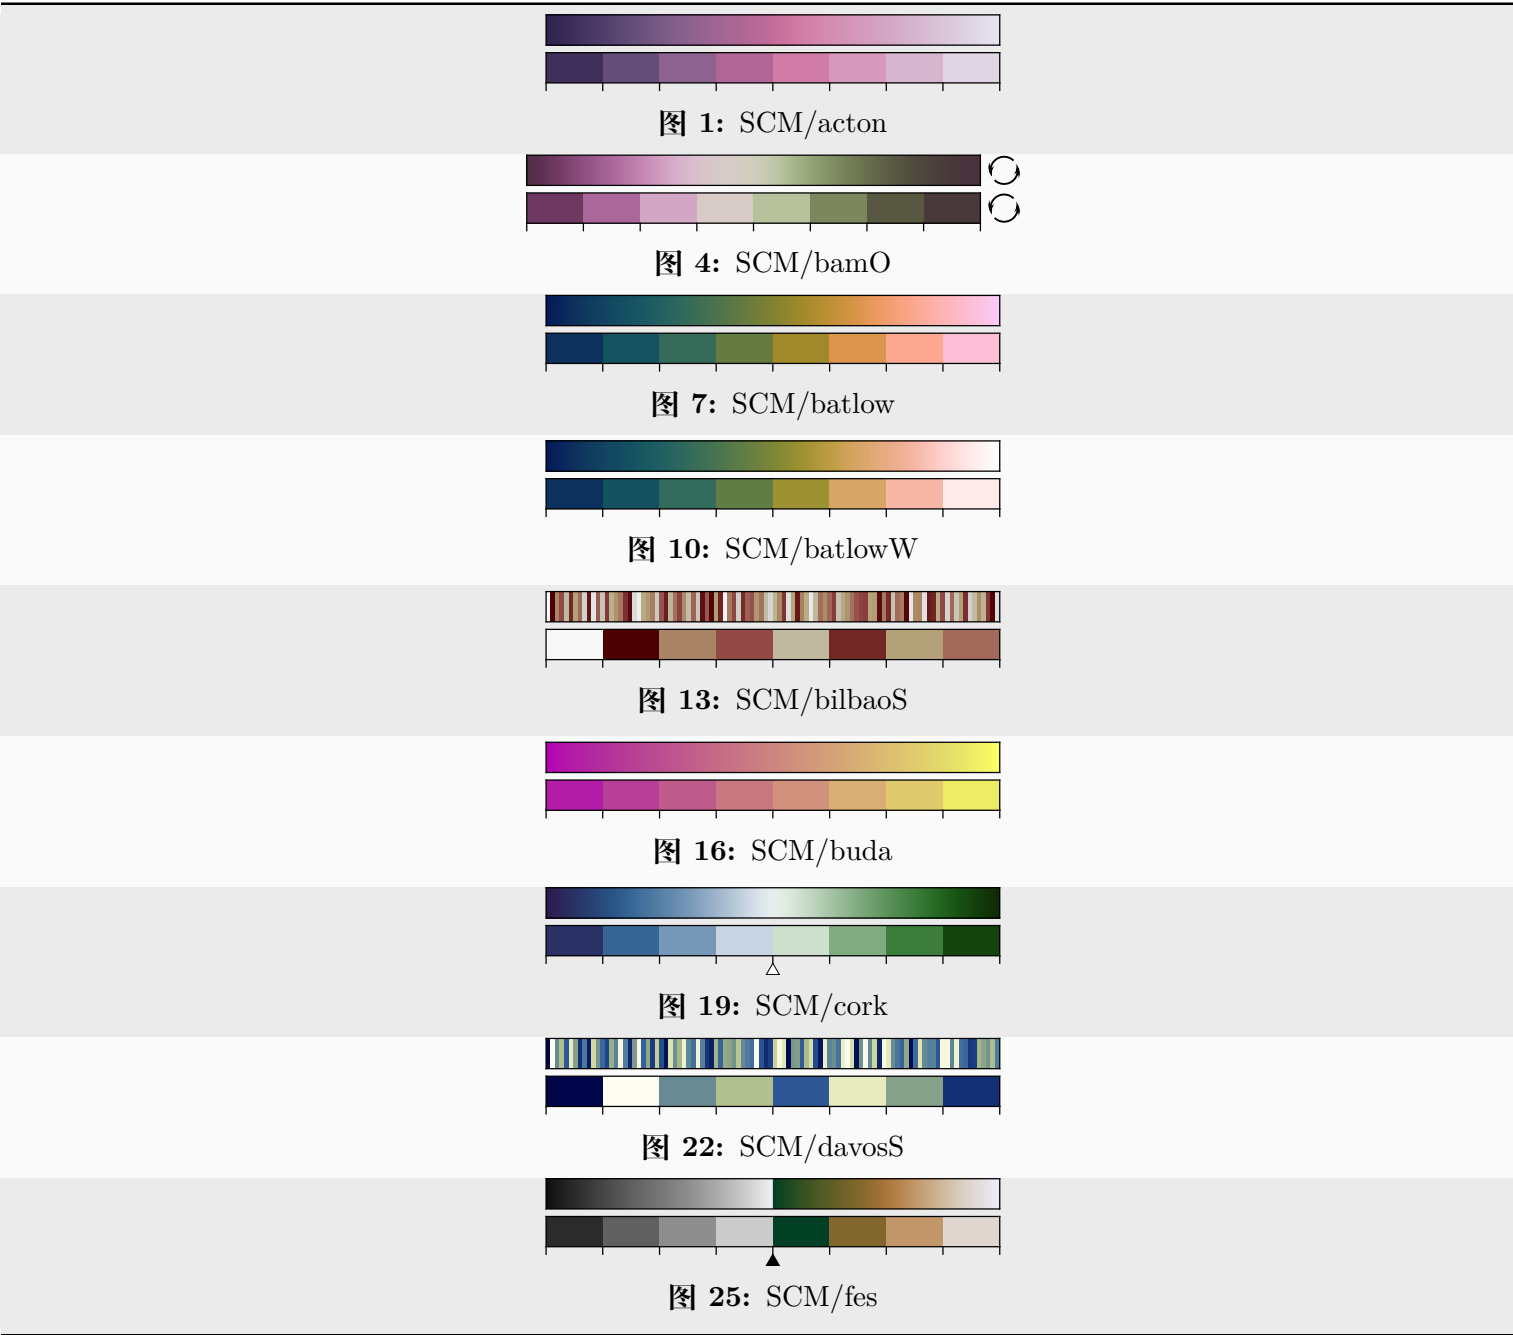 图 1: SCM/acton
图 4: SCM/bamO
图 7: SCM/batlow
图 10: SCM/batlowW
图 13: SCM/bilbaoS
图 16: SCM/buda
图 19: SCM/cork
图 22: SCM/davosS
图 25: SCM/fes